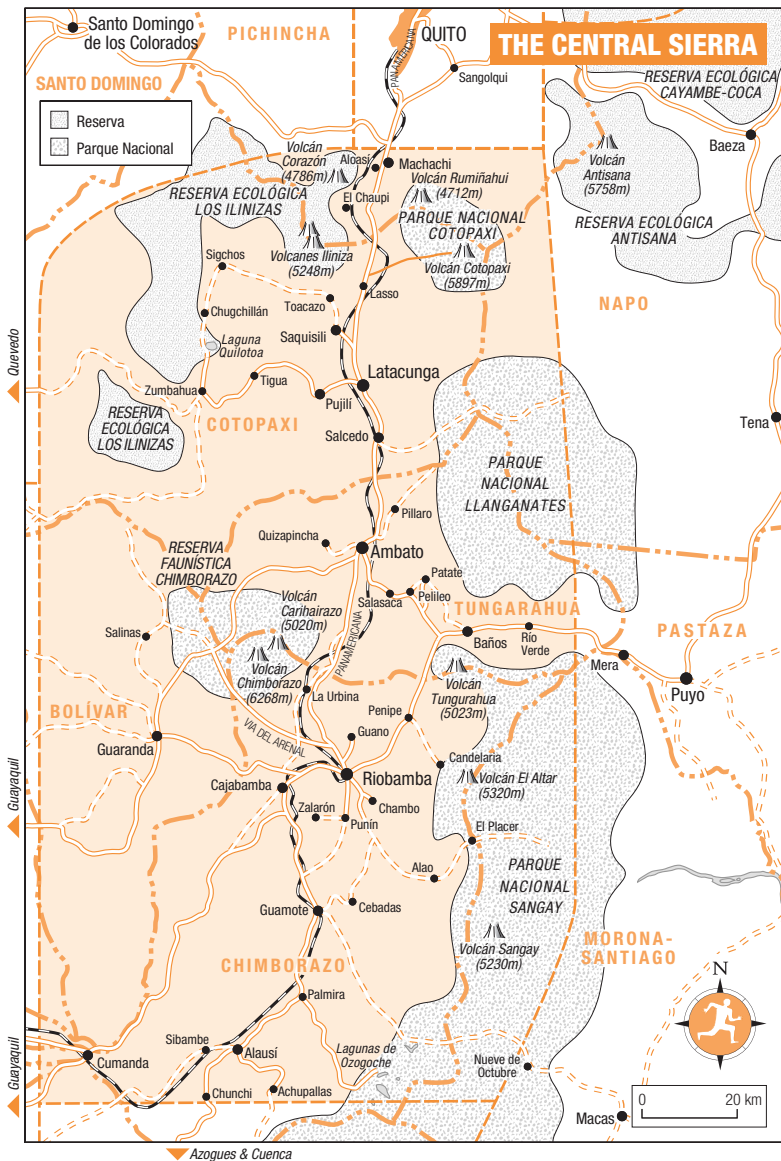 THE CENTRAL SIERRA
Santo Domingo
de los Colorados
PICHINCHA
QUITO
PANAMERICANA
Sangolqui
RESERVA ECOLÓGICA
CAYAMBE-COCA
SANTO DOMINGO
Reserva
Parque Nacional
Baeza
Volcán
Corazón
(4786m)
Aloasí
Machachi
Volcán Rumiñahui
(4712m)
Volcán
Antisana
(5758m)
RESERVA ECOLÓGICA
LOS ILINIZAS
El Chaupi
PARQUE NACIONAL
COTOPAXI
RESERVA ECOLÓGICA
ANTISANA
Volcanes Iliniza
(5248m)
Volcán Cotopaxi
(5897m)
Sigchos
Toacazo
Lasso
NAPO
Chugchillán
Saquisilí
Laguna
Quilotoa
Quevedo
Zumbahua
Tigua
Latacunga
Pujilí
RESERVA
ECOLÓGICA
LOS ILINIZAS
COTOPAXI
Salcedo
Tena
PARQUE
NACIONAL
LLANGANATES
Píllaro
Quizapincha
Ambato
RESERVA
FAUNÍSTICA
CHIMBORAZO
Patate
Salasaca
Pelileo
TUNGARAHUA
Volcán
Carihairazo
(5020m)
Salinas
PANAMERICANA
Baños
Río
Verde
PASTAZA
Mera
Puyo
Volcán
Chimborazo
(6268m)
La Urbina
Volcán
Tungurahua
(5023m)
BOLÍVAR
VIA DEL ARENAL
Penipe
Guano
Guaranda
Candelaria
Guayaquil
Riobamba
Volcán El Altar
(5320m)
Cajabamba
Chambo
Zalarón
Punín
El Placer
Alao
PARQUE
NACIONAL
SANGAY
Guamote
Cebadas
Volcán Sangay
(5230m)
MORONA-
SANTIAGO
CHIMBORAZO
N
Palmira
Guayaquil
Cumanda
Sibambe
Alausí
Lagunas de
Ozogoche
Nueve de
Octubre
Chunchi
Achupallas
0
20 km
Macas
Azogues & Cuenca